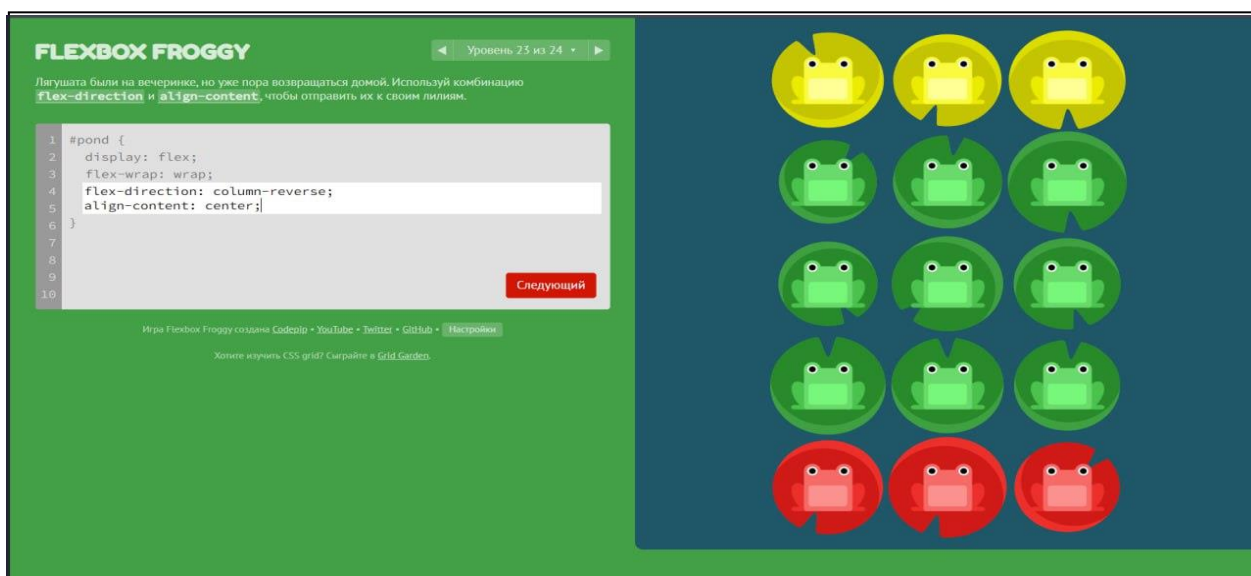 FLEXBOX FROGGY
◀ Уровень 23 из 24 ▾ ▶
Лягушата были на вечеринке, но уже пора возвращаться домой. Используй комбинацию
flex-direction и align-content, чтобы отправить их к своим лилиям.
1 #pond {
2 display: flex;
3 flex-wrap: wrap;
4 flex-direction: column-reverse;
5 align-content: center;
6 }
7
8
9
10
Следующий
Игра Flexbox Froggy создана Codepip • YouTube • Twitter • GitHub • Настройки
Хотите изучить CSS grid? Сыграйте в Grid Garden.